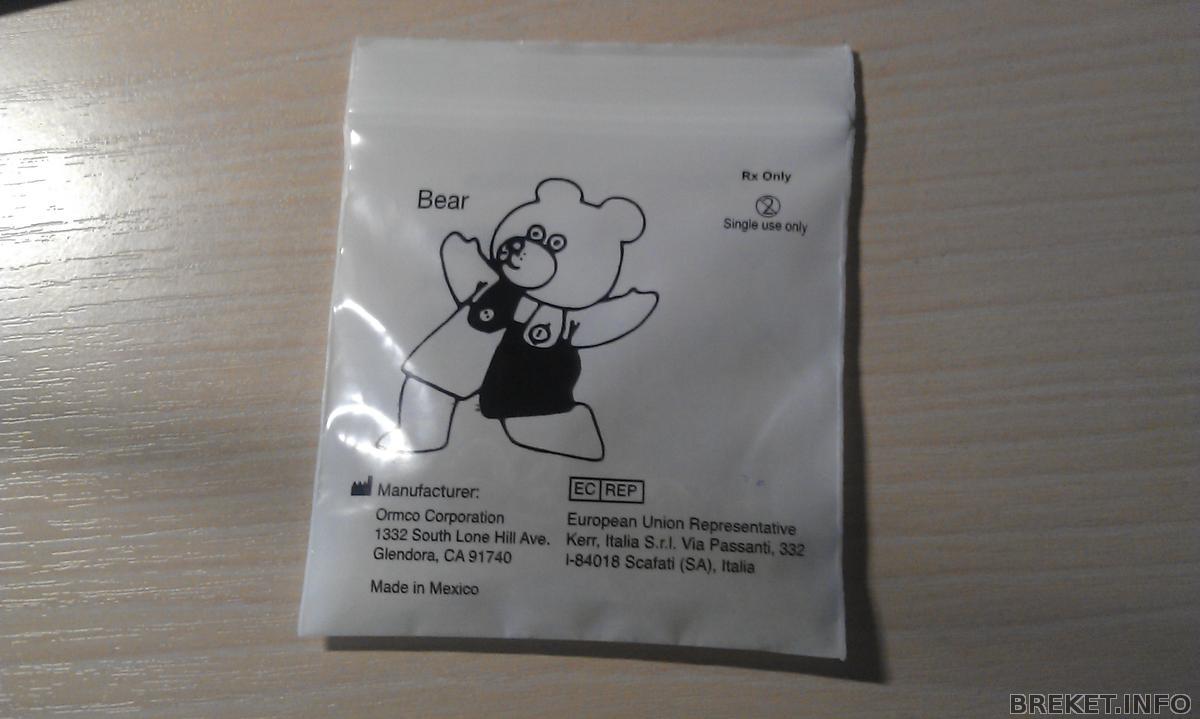 Bear
Rx Only
2
Single use only
Manufacturer:
Ormco Corporation
1332 South Lone Hill Ave.
Glendora, CA 91740
Made in Mexico
EC REP
European Union Representative
Kerr, Italia S.r.l. Via Passanti, 332
I-84018 Scafati (SA), Italia
BREKET.INFO